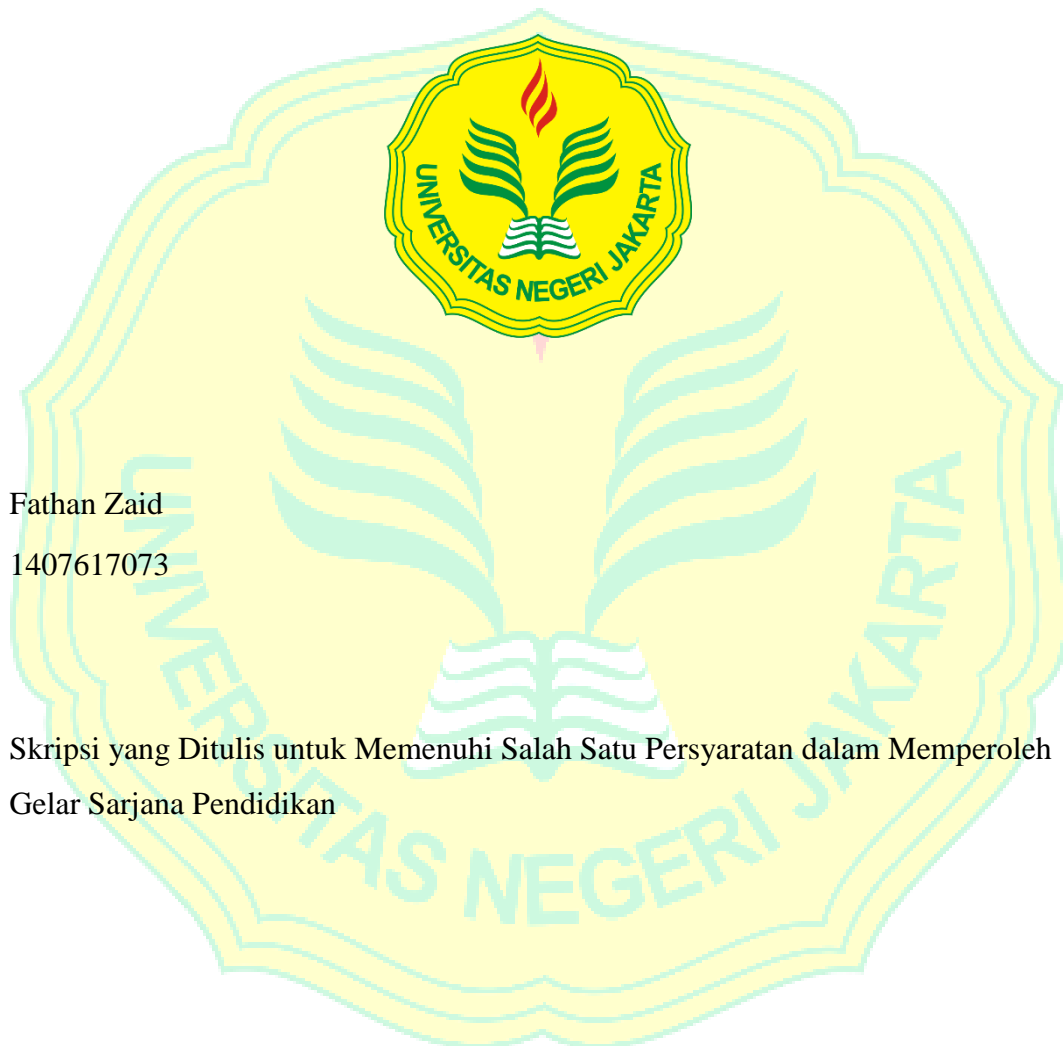 UNIVERSITAS NEGERI JAKARTA
Fathan Zaid
1407617073
Skripsi yang Ditulis untuk Memenuhi Salah Satu Persyaratan dalam Memperoleh
Gelar Sarjana Pendidikan
UNIVERSITAS NEGERI JAKARTA